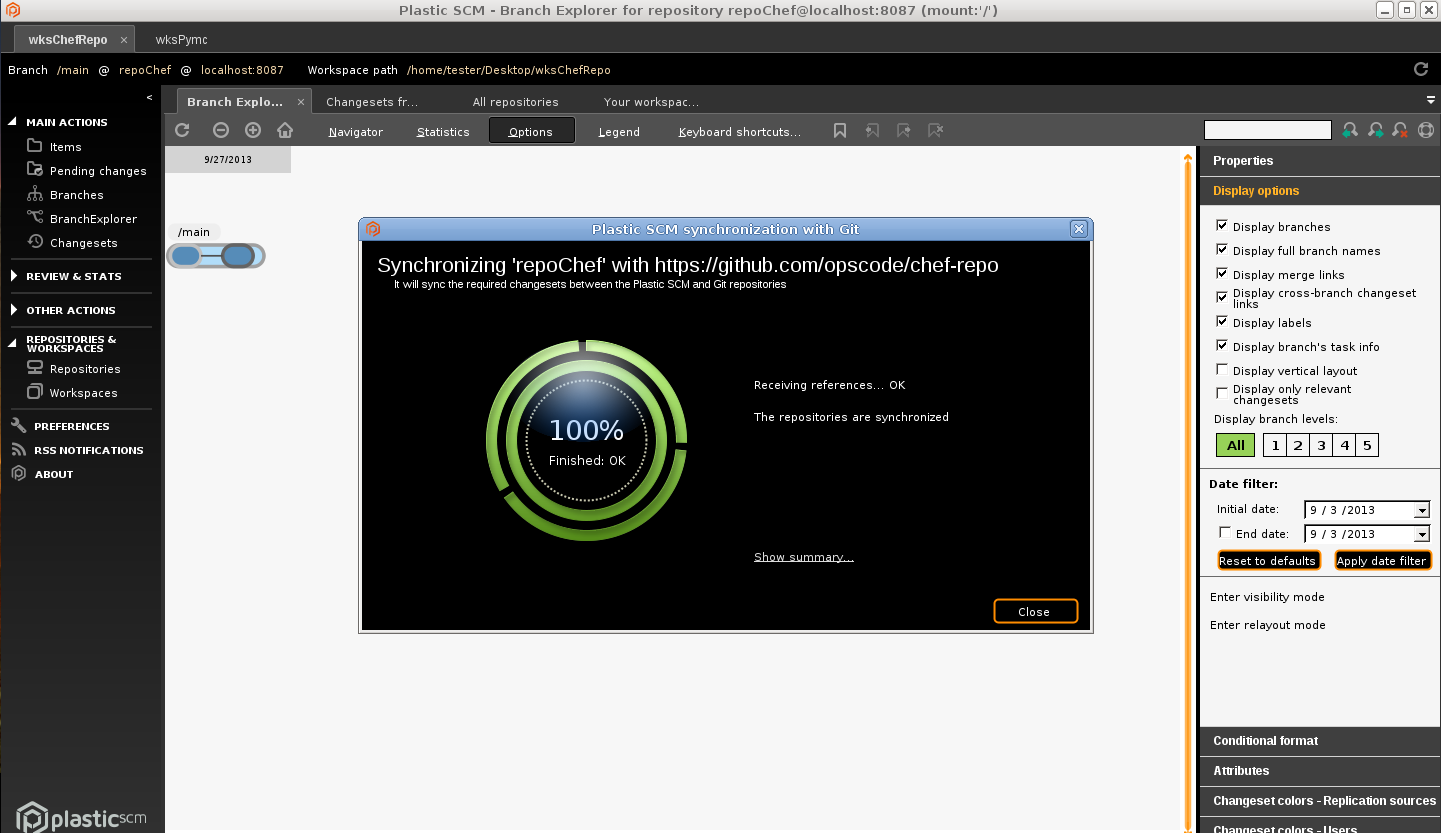 Plastic SCM - Branch Explorer for repository repoChef@localhost:8087 (mount:'/')
wksChefRepo ×
wksPymc
Branch /main @ repoChef @ localhost:8087 Workspace path /home/tester/Desktop/wksChefRepo
<
MAIN ACTIONS
Items
Pending changes
Branches
BranchExplorer
Changesets
REVIEW & STATS
OTHER ACTIONS
REPOSITORIES &
WORKSPACES
Repositories
Workspaces
PREFERENCES
RSS NOTIFICATIONS
ABOUT
plasticscm
Branch Explo... ×
Changesets fr...
All repositories
Your workspac...
Navigator
Statistics
Options
Legend
Keyboard shortcuts...
9/27/2013
/main
Plastic SCM synchronization with Git
Synchronizing 'repoChef' with https://github.com/opscode/chef-repo
It will sync the required changesets between the Plastic SCM and Git repositories
100%
Finished: OK
Receiving references... OK
The repositories are synchronized
Show summary...
Close
Properties
Display options
Display branches
Display full branch names
Display merge links
Display cross-branch changeset
links
Display labels
Display branch's task info
Display vertical layout
Display only relevant
changesets
Display branch levels:
All 1 2 3 4 5
Date filter:
Initial date: 9 / 3 /2013
End date: 9 / 3 /2013
Reset to defaults
Apply date filter
Enter visibility mode
Enter relayout mode
Conditional format
Attributes
Changeset colors - Replication sources
Changeset colors - Users